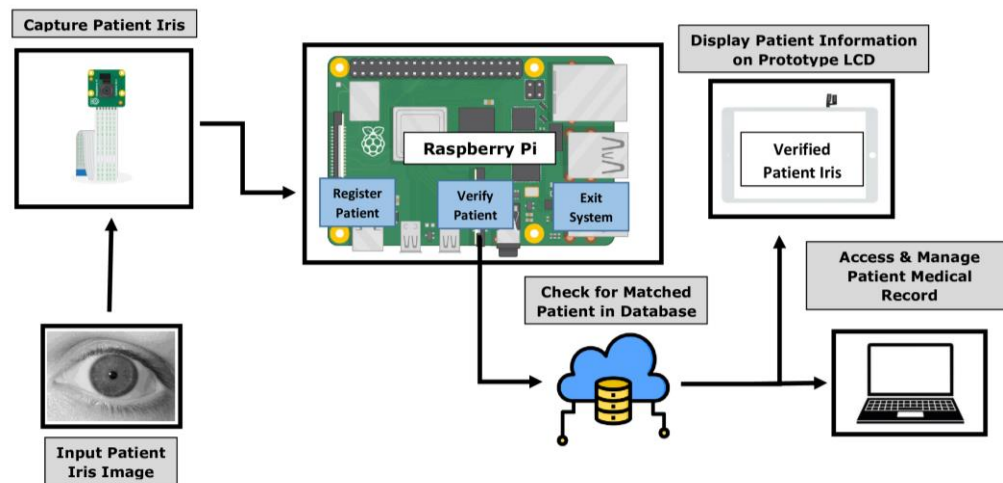 Capture Patient Iris
Display Patient Information
on Prototype LCD
Raspberry Pi
Register
Patient
Verify
Patient
Exit
System
Verified
Patient Iris
Check for Matched
Patient in Database
Access & Manage
Patient Medical
Record
Input Patient
Iris Image